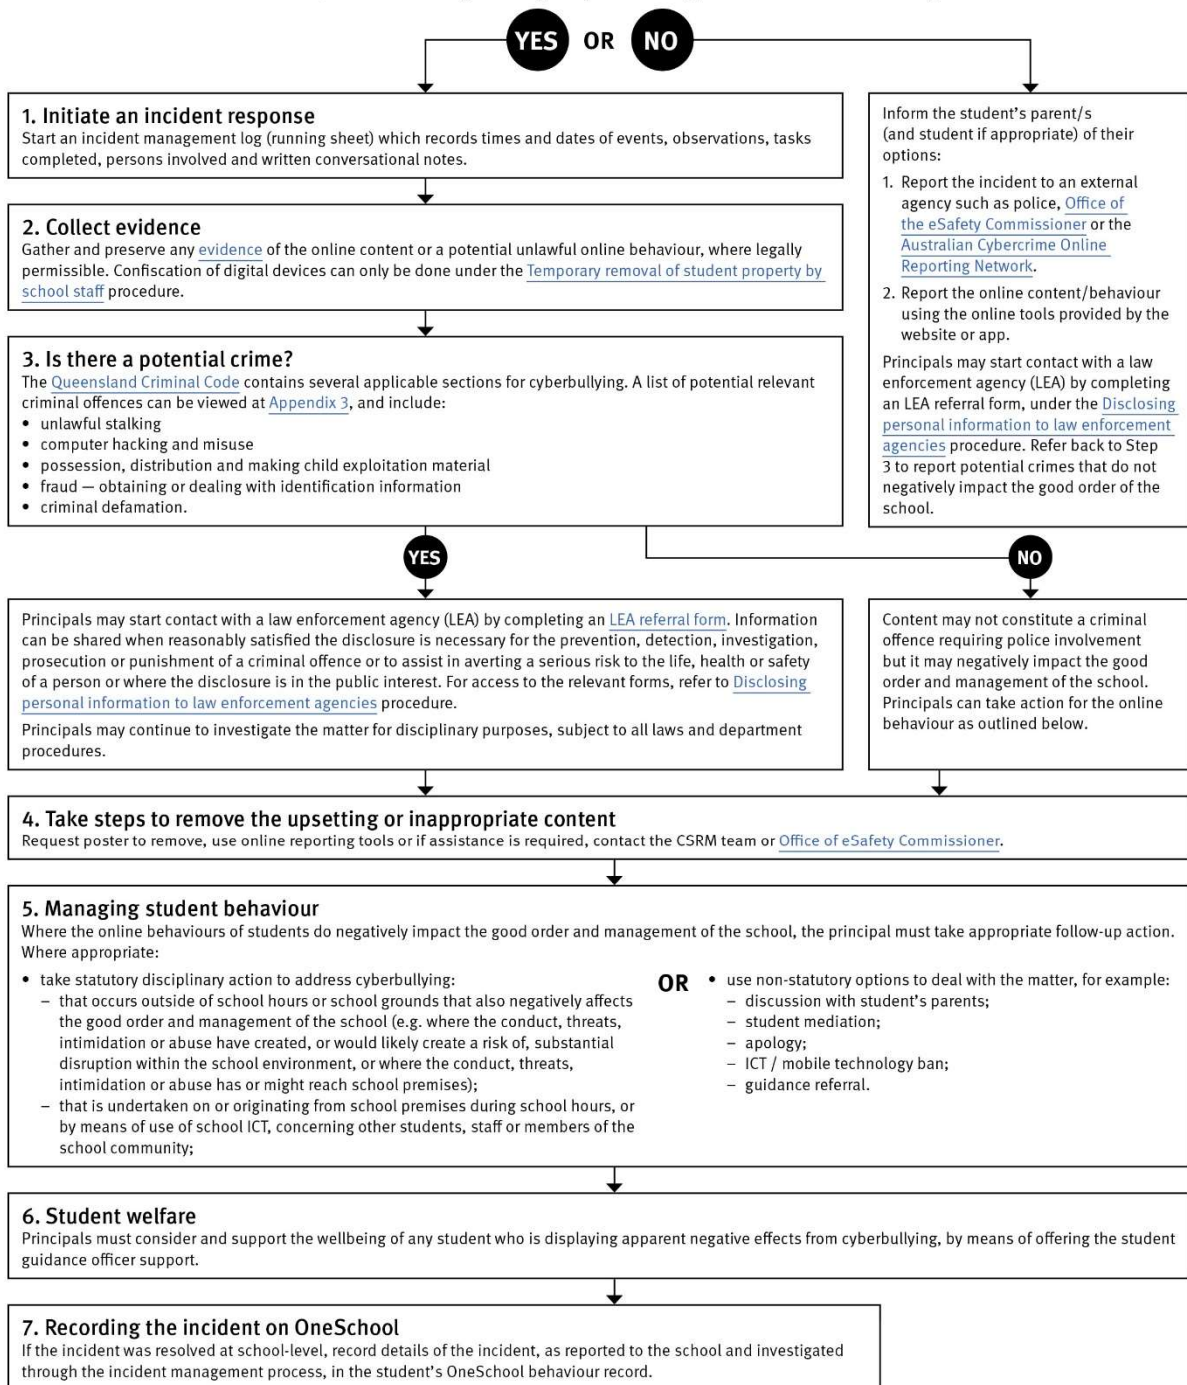 YES OR NO
1. Initiate an incident response
Start an incident management log (running sheet) which records times and dates of events, observations, tasks
completed, persons involved and written conversational notes.
2. Collect evidence
Gather and preserve any evidence of the online content or a potential unlawful online behaviour, where legally
permissible. Confiscation of digital devices can only be done under the Temporary removal of student property by
school staff procedure.
3. Is there a potential crime?
The Queensland Criminal Code contains several applicable sections for cyberbullying. A list of potential relevant
criminal offences can be viewed at Appendix 3, and include:
• unlawful stalking
• computer hacking and misuse
• possession, distribution and making child exploitation material
• fraud — obtaining or dealing with identification information
• criminal defamation.
Inform the student's parent/s
(and student if appropriate) of their
options:
1. Report the incident to an external
agency such as police, Office of
the eSafety Commissioner or the
Australian Cybercrime Online
Reporting Network.
2. Report the online content/behaviour
using the online tools provided by the
website or app.
Principals may start contact with a law
enforcement agency (LEA) by completing
an LEA referral form, under the Disclosing
personal information to law enforcement
agencies procedure. Refer back to Step
3 to report potential crimes that do not
negatively impact the good order of the
school.
YES
NO
Principals may start contact with a law enforcement agency (LEA) by completing an LEA referral form. Information
can be shared when reasonably satisfied the disclosure is necessary for the prevention, detection, investigation,
prosecution or punishment of a criminal offence or to assist in averting a serious risk to the life, health or safety
of a person or where the disclosure is in the public interest. For access to the relevant forms, refer to Disclosing
personal information to law enforcement agencies procedure.
Principals may continue to investigate the matter for disciplinary purposes, subject to all laws and department
procedures.
Content may not constitute a criminal
offence requiring police involvement
but it may negatively impact the good
order and management of the school.
Principals can take action for the online
behaviour as outlined below.
4. Take steps to remove the upsetting or inappropriate content
Request poster to remove, use online reporting tools or if assistance is required, contact the CSRM team or Office of eSafety Commissioner.
5. Managing student behaviour
Where the online behaviours of students do negatively impact the good order and management of the school, the principal must take appropriate follow-up action.
Where appropriate:
• take statutory disciplinary action to address cyberbullying:
– that occurs outside of school hours or school grounds that also negatively affects
the good order and management of the school (e.g. where the conduct, threats,
intimidation or abuse have created, or would likely create a risk of, substantial
disruption within the school environment, or where the conduct, threats,
intimidation or abuse has or might reach school premises);
– that is undertaken on or originating from school premises during school hours, or
by means of use of school ICT, concerning other students, staff or members of the
school community;
OR
• use non-statutory options to deal with the matter, for example:
– discussion with student's parents;
– student mediation;
– apology;
– ICT / mobile technology ban;
– guidance referral.
6. Student welfare
Principals must consider and support the wellbeing of any student who is displaying apparent negative effects from cyberbullying, by means of offering the student
guidance officer support.
7. Recording the incident on OneSchool
If the incident was resolved at school-level, record details of the incident, as reported to the school and investigated
through the incident management process, in the student's OneSchool behaviour record.